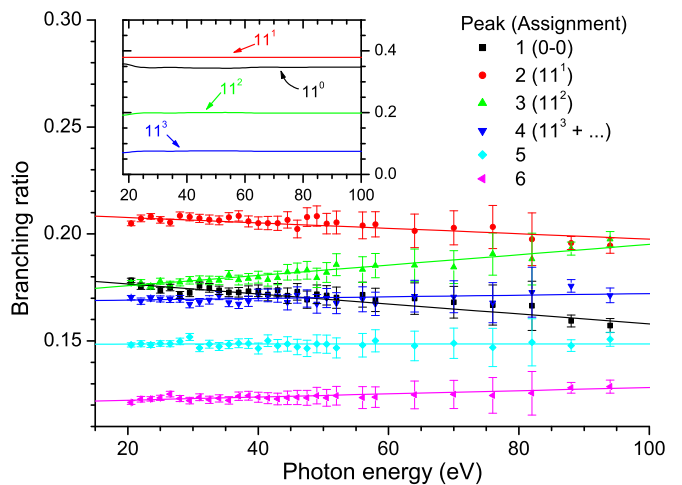 Peak (Assignment)
1 (0-0)
2 (11¹)
3 (11²)
4 (11³ + ...)
5
6
11¹
11⁰
11²
11³
0.4
0.2
0.0
20 40 60 80 100
0.30
0.25
0.20
0.15
Branching ratio
20 40 60 80 100
Photon energy (eV)